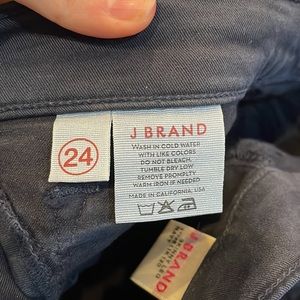 24
J BRAND
WASH IN COLD WATER
WITH LIKE COLORS
DO NOT BLEACH.
TUMBLE DRY LOW
REMOVE PROMPTLY.
WARM IRON IF NEEDED
MADE IN CALIFORNIA, USA
J BRAND